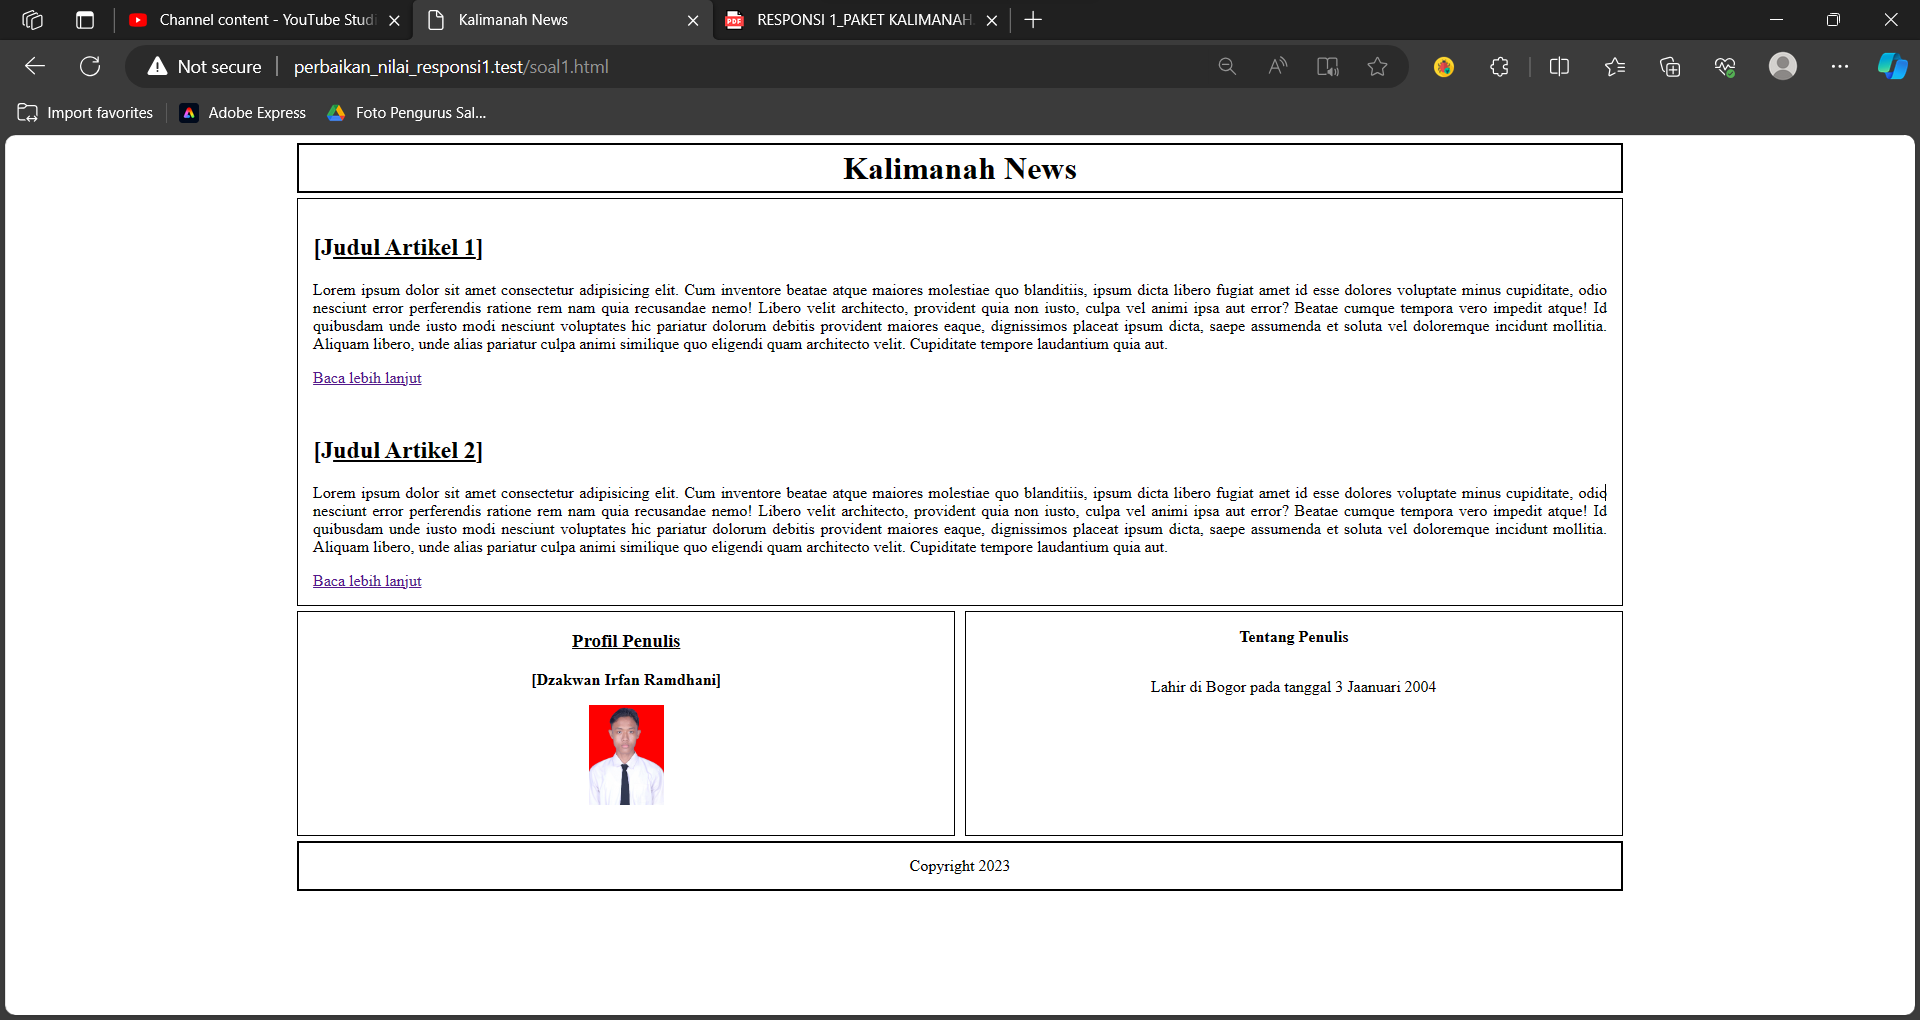 Channel content - YouTube Studi
Kalimanah News
RESPONSI 1_PAKET KALIMANAH
Not secure
perbaikan_nilai_responsi1.test/soal1.html
Import favorites
Adobe Express
Foto Pengurus Sal...
Kalimanah News
[Judul Artikel 1]
Lorem ipsum dolor sit amet consectetur adipisicing elit. Cum inventore beatae atque maiores molestiae quo blanditiis, ipsum dicta libero fugiat amet id esse dolores voluptate minus cupiditate, odio
nesciunt error perferendis ratione rem nam quia recusandae nemo! Libero velit architecto, provident quia non iusto, culpa vel animi ipsa aut error? Beatae cumque tempora vero impedit atque! Id
quibusdam unde iusto modi nesciunt voluptates hic pariatur dolorum debitis provident maiores eaque, dignissimos placeat ipsum dicta, saepe assumenda et soluta vel doloremque incidunt mollitia.
Aliquam libero, unde alias pariatur culpa animi similique quo eligendi quam architecto velit. Cupiditate tempore laudantium quia aut.
Baca lebih lanjut
[Judul Artikel 2]
Lorem ipsum dolor sit amet consectetur adipisicing elit. Cum inventore beatae atque maiores molestiae quo blanditiis, ipsum dicta libero fugiat amet id esse dolores voluptate minus cupiditate, odio
nesciunt error perferendis ratione rem nam quia recusandae nemo! Libero velit architecto, provident quia non iusto, culpa vel animi ipsa aut error? Beatae cumque tempora vero impedit atque! Id
quibusdam unde iusto modi nesciunt voluptates hic pariatur dolorum debitis provident maiores eaque, dignissimos placeat ipsum dicta, saepe assumenda et soluta vel doloremque incidunt mollitia.
Aliquam libero, unde alias pariatur culpa animi similique quo eligendi quam architecto velit. Cupiditate tempore laudantium quia aut.
Baca lebih lanjut
Profil Penulis
[Dzakwan Irfan Ramdhani]
Tentang Penulis
Lahir di Bogor pada tanggal 3 Jaanuari 2004
Copyright 2023